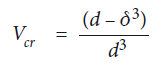 V_cr = (d – δ³) / d³